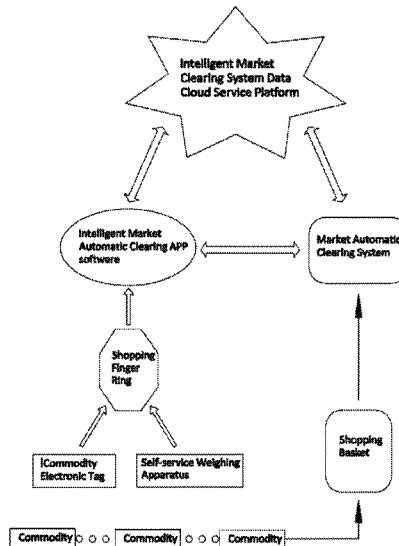 Intelligent Market
Clearing System Data
Cloud Service Platform
Intelligent Market
Automatic Clearing APP
software
Market Automatic
Clearing System
Shopping
Finger
Ring
Shopping
Basket
Commodity
Electronic Tag
Self-service Weighing
Apparatus
Commodity
Commodity
Commodity